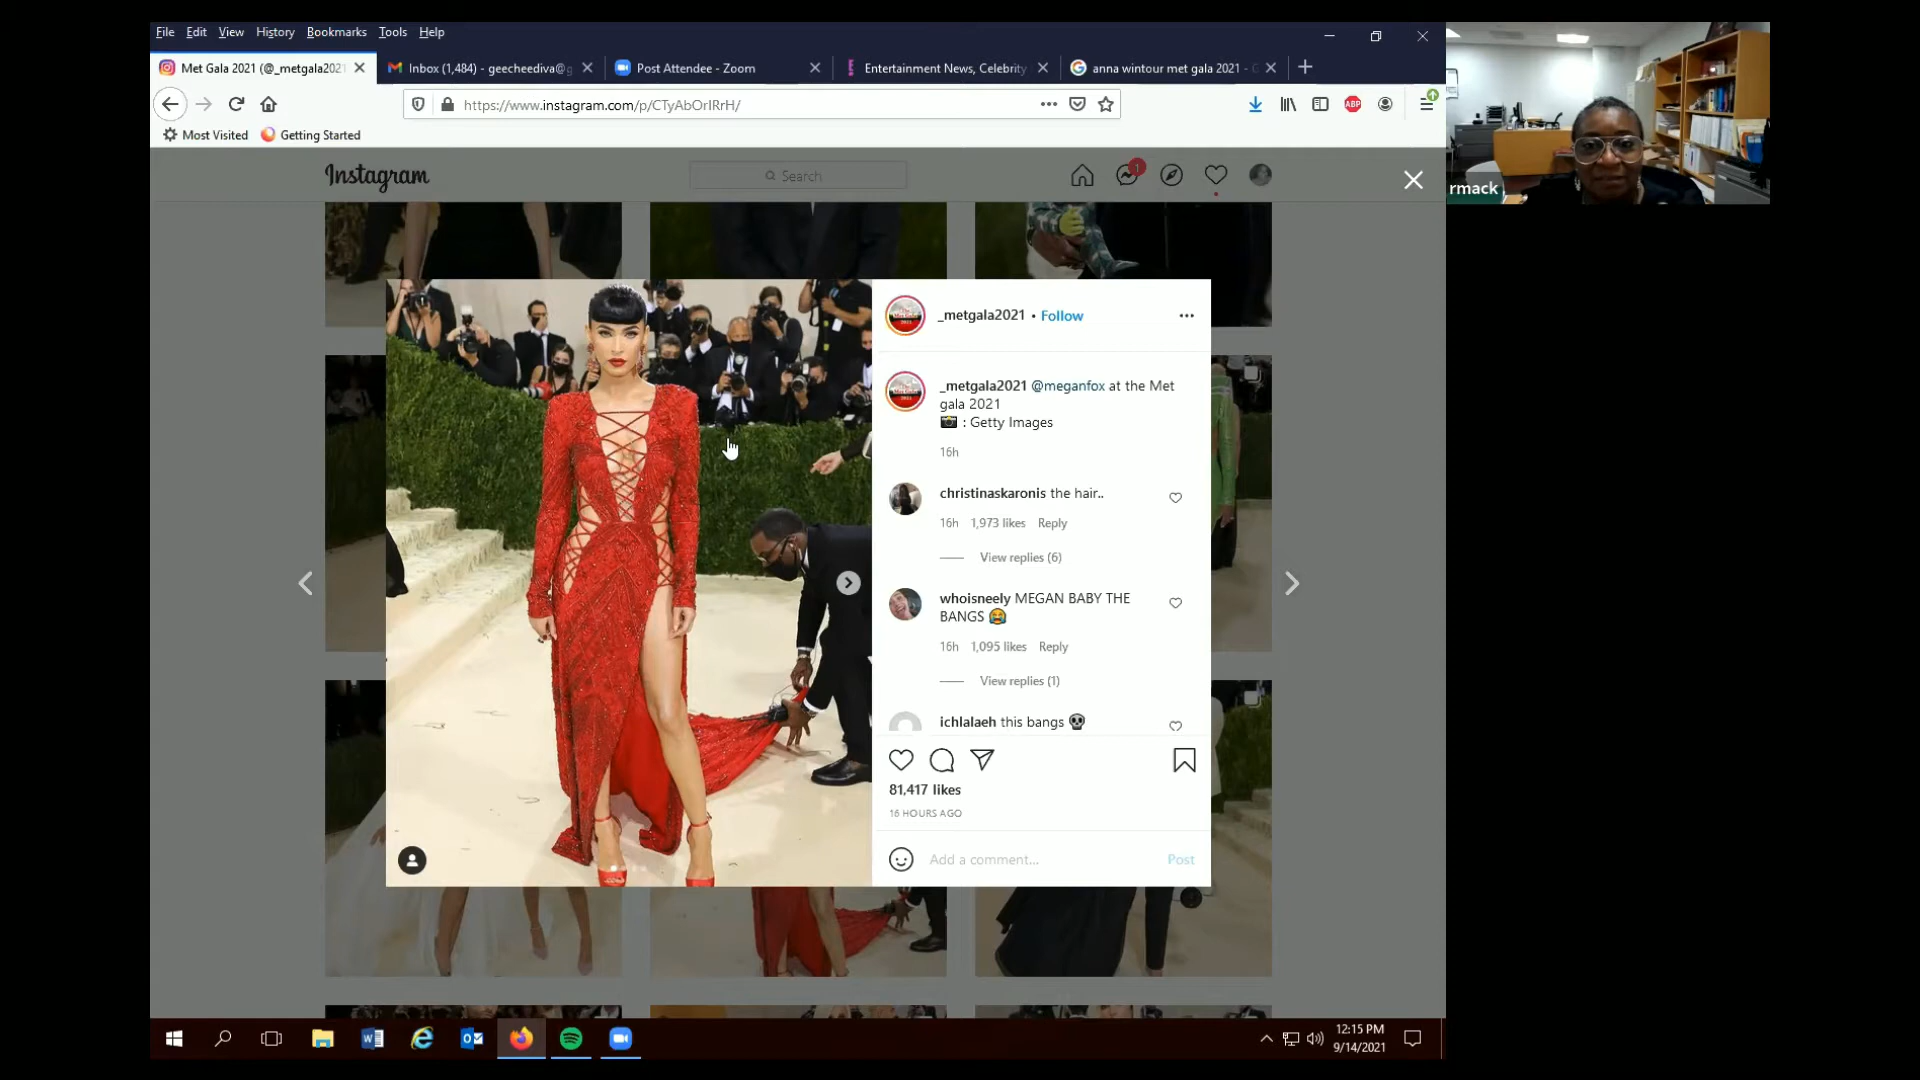 File Edit View History Bookmarks Tools Help
Met Gala 2021 (@_metgala2021
Inbox (1,484) - geecheediva@g
Post Attendee - Zoom
Entertainment News, Celebrity
anna wintour met gala 2021 - G
https://www.instagram.com/p/CTyAbOrIRrH/
ABP
Most Visited Getting Started
Instagram
Search
1
rmack
_metgala2021 • Follow
_metgala2021 @meganfox at the Met
gala 2021
: Getty Images
16h
christinaskaronis the hair..
16h 1,973 likes Reply
View replies (6)
whoisneely MEGAN BABY THE
BANGS 😭
16h 1,095 likes Reply
View replies (1)
ichlalaeh this bangs 💀
81,417 likes
16 HOURS AGO
Add a comment...
Post
12:15 PM
9/14/2021